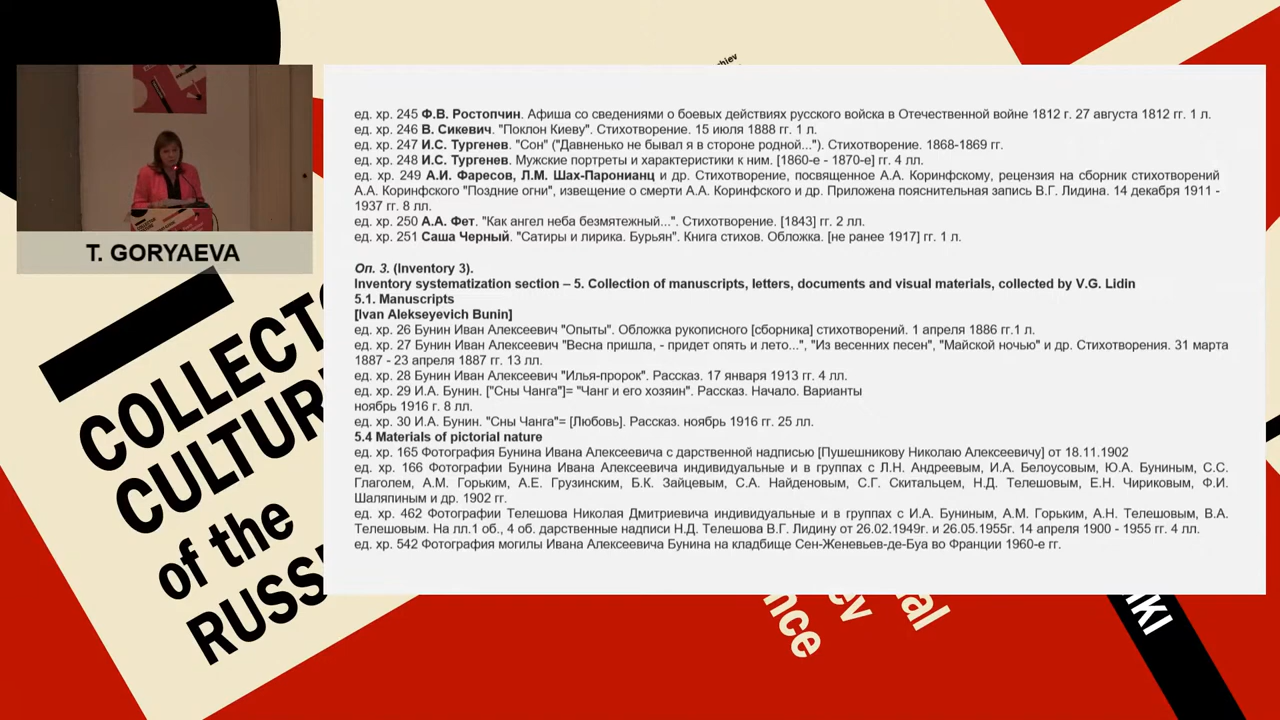 ед. хр. 245 Ф.В. Ростопчин. Афиша со сведениями о боевых действиях русского войска в Отечественной войне 1812 г. 27 августа 1812 гг. 1 л.
ед. хр. 246 В. Сикевич. "Поклон Киеву". Стихотворение. 15 июля 1888 гг. 1 л.
ед. хр. 247 И.С. Тургенев. "Сон" ("Давненько не бывал я в стороне родной..."). Стихотворение. 1868-1869 гг.
ед. хр. 248 И.С. Тургенев. Мужские портреты и характеристики к ним. [1860-е - 1870-е] гг. 4 лл.
ед. хр. 249 А.И. Фаресов, Л.М. Шах-Паронианц и др. Стихотворение, посвященное А.А. Коринфскому, рецензия на сборник стихотворений
А.А. Коринфского "Поздние огни", извещение о смерти А.А. Коринфского и др. Приложена пояснительная запись В.Г. Лидина. 14 декабря 1911 -
1937 гг. 8 лл.
ед. хр. 250 А.А. Фет. "Как ангел неба безмятежный...". Стихотворение. [1843] гг. 2 лл.
ед. хр. 251 Саша Черный. "Сатиры и лирика. Бурьян". Книга стихов. Обложка. [не ранее 1917] гг. 1 л.
Оп. 3. (Inventory 3).
Inventory systematization section – 5. Collection of manuscripts, letters, documents and visual materials, collected by V.G. Lidin
5.1. Manuscripts
[Ivan Alekseyevich Bunin]
ед. хр. 26 Бунин Иван Алексеевич "Опыты". Обложка рукописного [сборника] стихотворений. 1 апреля 1886 гг.1 л.
ед. хр. 27 Бунин Иван Алексеевич "Весна пришла, - придет опять и лето...", "Из весенних песен", "Майской ночью" и др. Стихотворения. 31 марта
1887 - 23 апреля 1887 гг. 13 лл.
ед. хр. 28 Бунин Иван Алексеевич "Илья-пророк". Рассказ. 17 января 1913 гг. 4 лл.
ед. хр. 29 И.А. Бунин. ["Сны Чанга"]= "Чанг и его хозяин". Рассказ. Начало. Варианты
ноябрь 1916 г. 8 лл.
ед. хр. 30 И.А. Бунин. "Сны Чанга"= [Любовь]. Рассказ. ноябрь 1916 гг. 25 лл.
5.4 Materials of pictorial nature
ед. хр. 165 Фотография Бунина Ивана Алексеевича с дарственной надписью [Пушешникову Николаю Алексеевичу] от 18.11.1902
ед. хр. 166 Фотографии Бунина Ивана Алексеевича индивидуальные и в группах с Л.Н. Андреевым, И.А. Белоусовым, Ю.А. Буниным, С.С.
Глаголем, А.М. Горьким, А.Е. Грузинским, Б.К. Зайцевым, С.А. Найденовым, С.Г. Скитальцем, Н.Д. Телешовым, Е.Н. Чириковым, Ф.И.
Шаляпиным и др. 1902 гг.
ед. хр. 462 Фотографии Телешова Николая Дмитриевича индивидуальные и в группах с И.А. Буниным, А.М. Горьким, А.Н. Телешовым, В.А.
Телешовым. На лл.1 об., 4 об. дарственные надписи Н.Д. Телешова В.Г. Лидину от 26.02.1949г. и 26.05.1955г. 14 апреля 1900 - 1955 гг. 4 лл.
ед. хр. 542 Фотография могилы Ивана Алексеевича Бунина на кладбище Сен-Женевьев-де-Буа во Франции 1960-е гг.
T. GORYAEVA
COLLECT
CULTUR
of the
RUSS